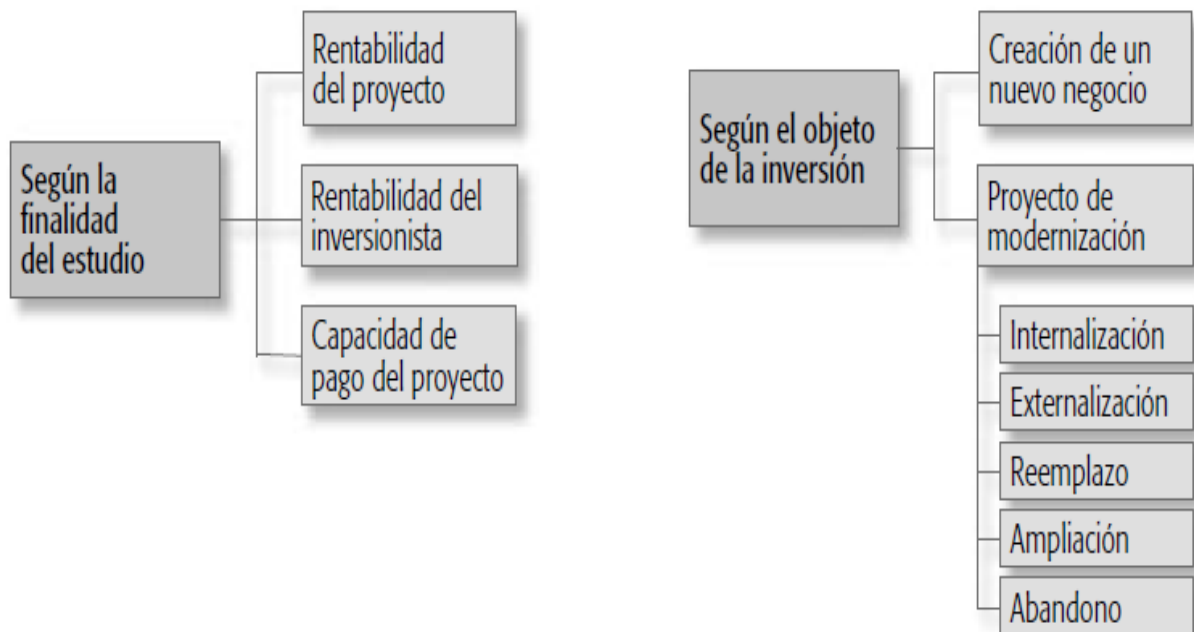 Según la
finalidad
del estudio
Rentabilidad
del proyecto
Rentabilidad del
inversionista
Capacidad de
pago del proyecto
Según el objeto
de la inversión
Creación de un
nuevo negocio
Proyecto de
modernización
Internalización
Externalización
Reemplazo
Ampliación
Abandono